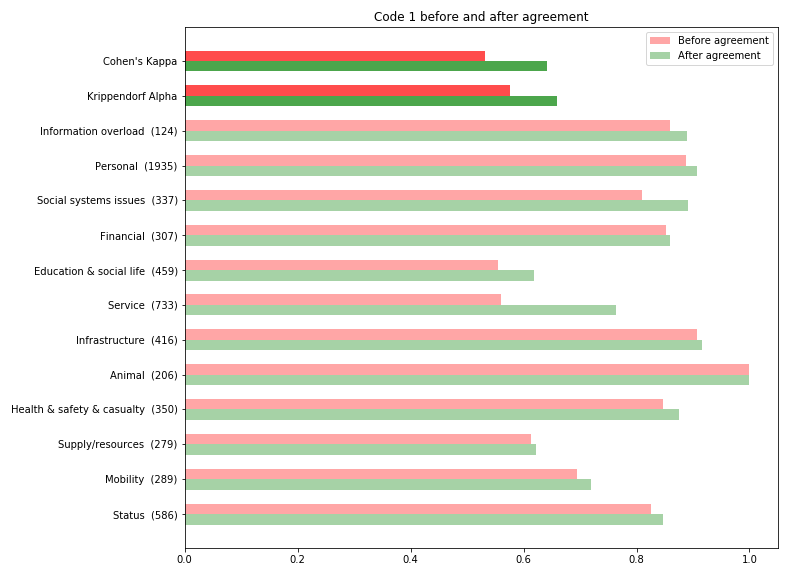 Code 1 before and after agreement
Before agreement
After agreement
Cohen's Kappa
Krippendorf Alpha
Information overload (124)
Personal (1935)
Social systems issues (337)
Financial (307)
Education & social life (459)
Service (733)
Infrastructure (416)
Animal (206)
Health & safety & casualty (350)
Supply/resources (279)
Mobility (289)
Status (586)
0.0 0.2 0.4 0.6 0.8 1.0